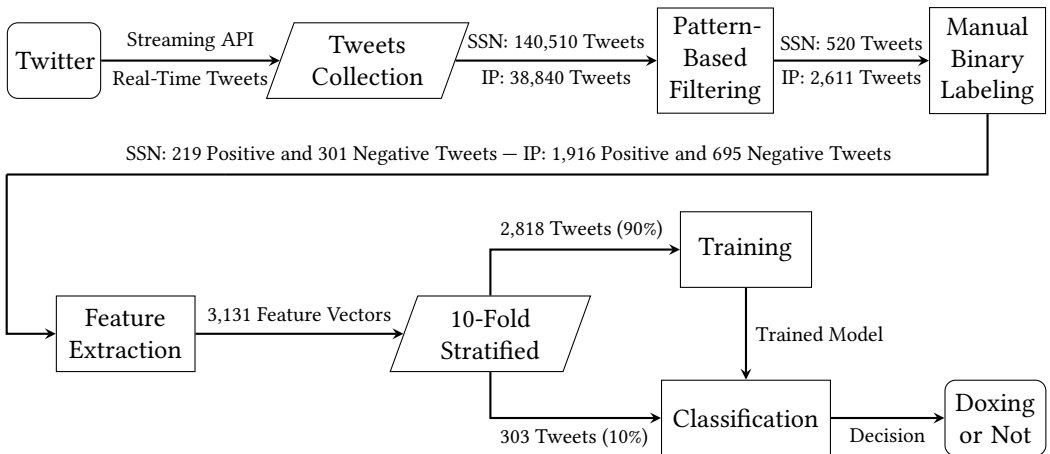 Twitter
Streaming API
Real-Time Tweets
Tweets
Collection
SSN: 140,510 Tweets
IP: 38,840 Tweets
Pattern-
Based
Filtering
SSN: 520 Tweets
IP: 2,611 Tweets
Manual
Binary
Labeling
SSN: 219 Positive and 301 Negative Tweets — IP: 1,916 Positive and 695 Negative Tweets
Feature
Extraction
3,131 Feature Vectors
10-Fold
Stratified
2,818 Tweets (90%)
Training
Trained Model
303 Tweets (10%)
Classification
Decision
Doxing
or Not